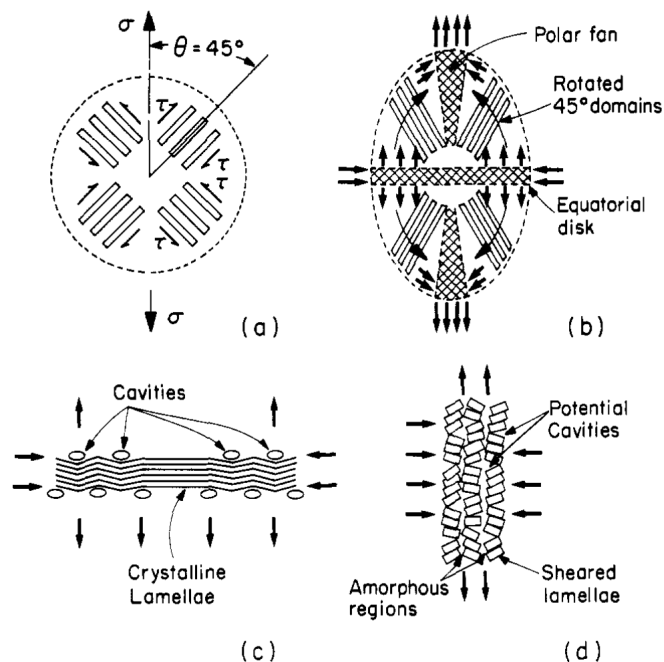 σ
θ = 45°
τ
τ
τ
τ
σ
(a)
Polar fan
Rotated
45° domains
Equatorial
disk
(b)
Cavities
Crystalline
Lamellae
(c)
Potential
Cavities
Amorphous
regions
Sheared
lamellae
(d)